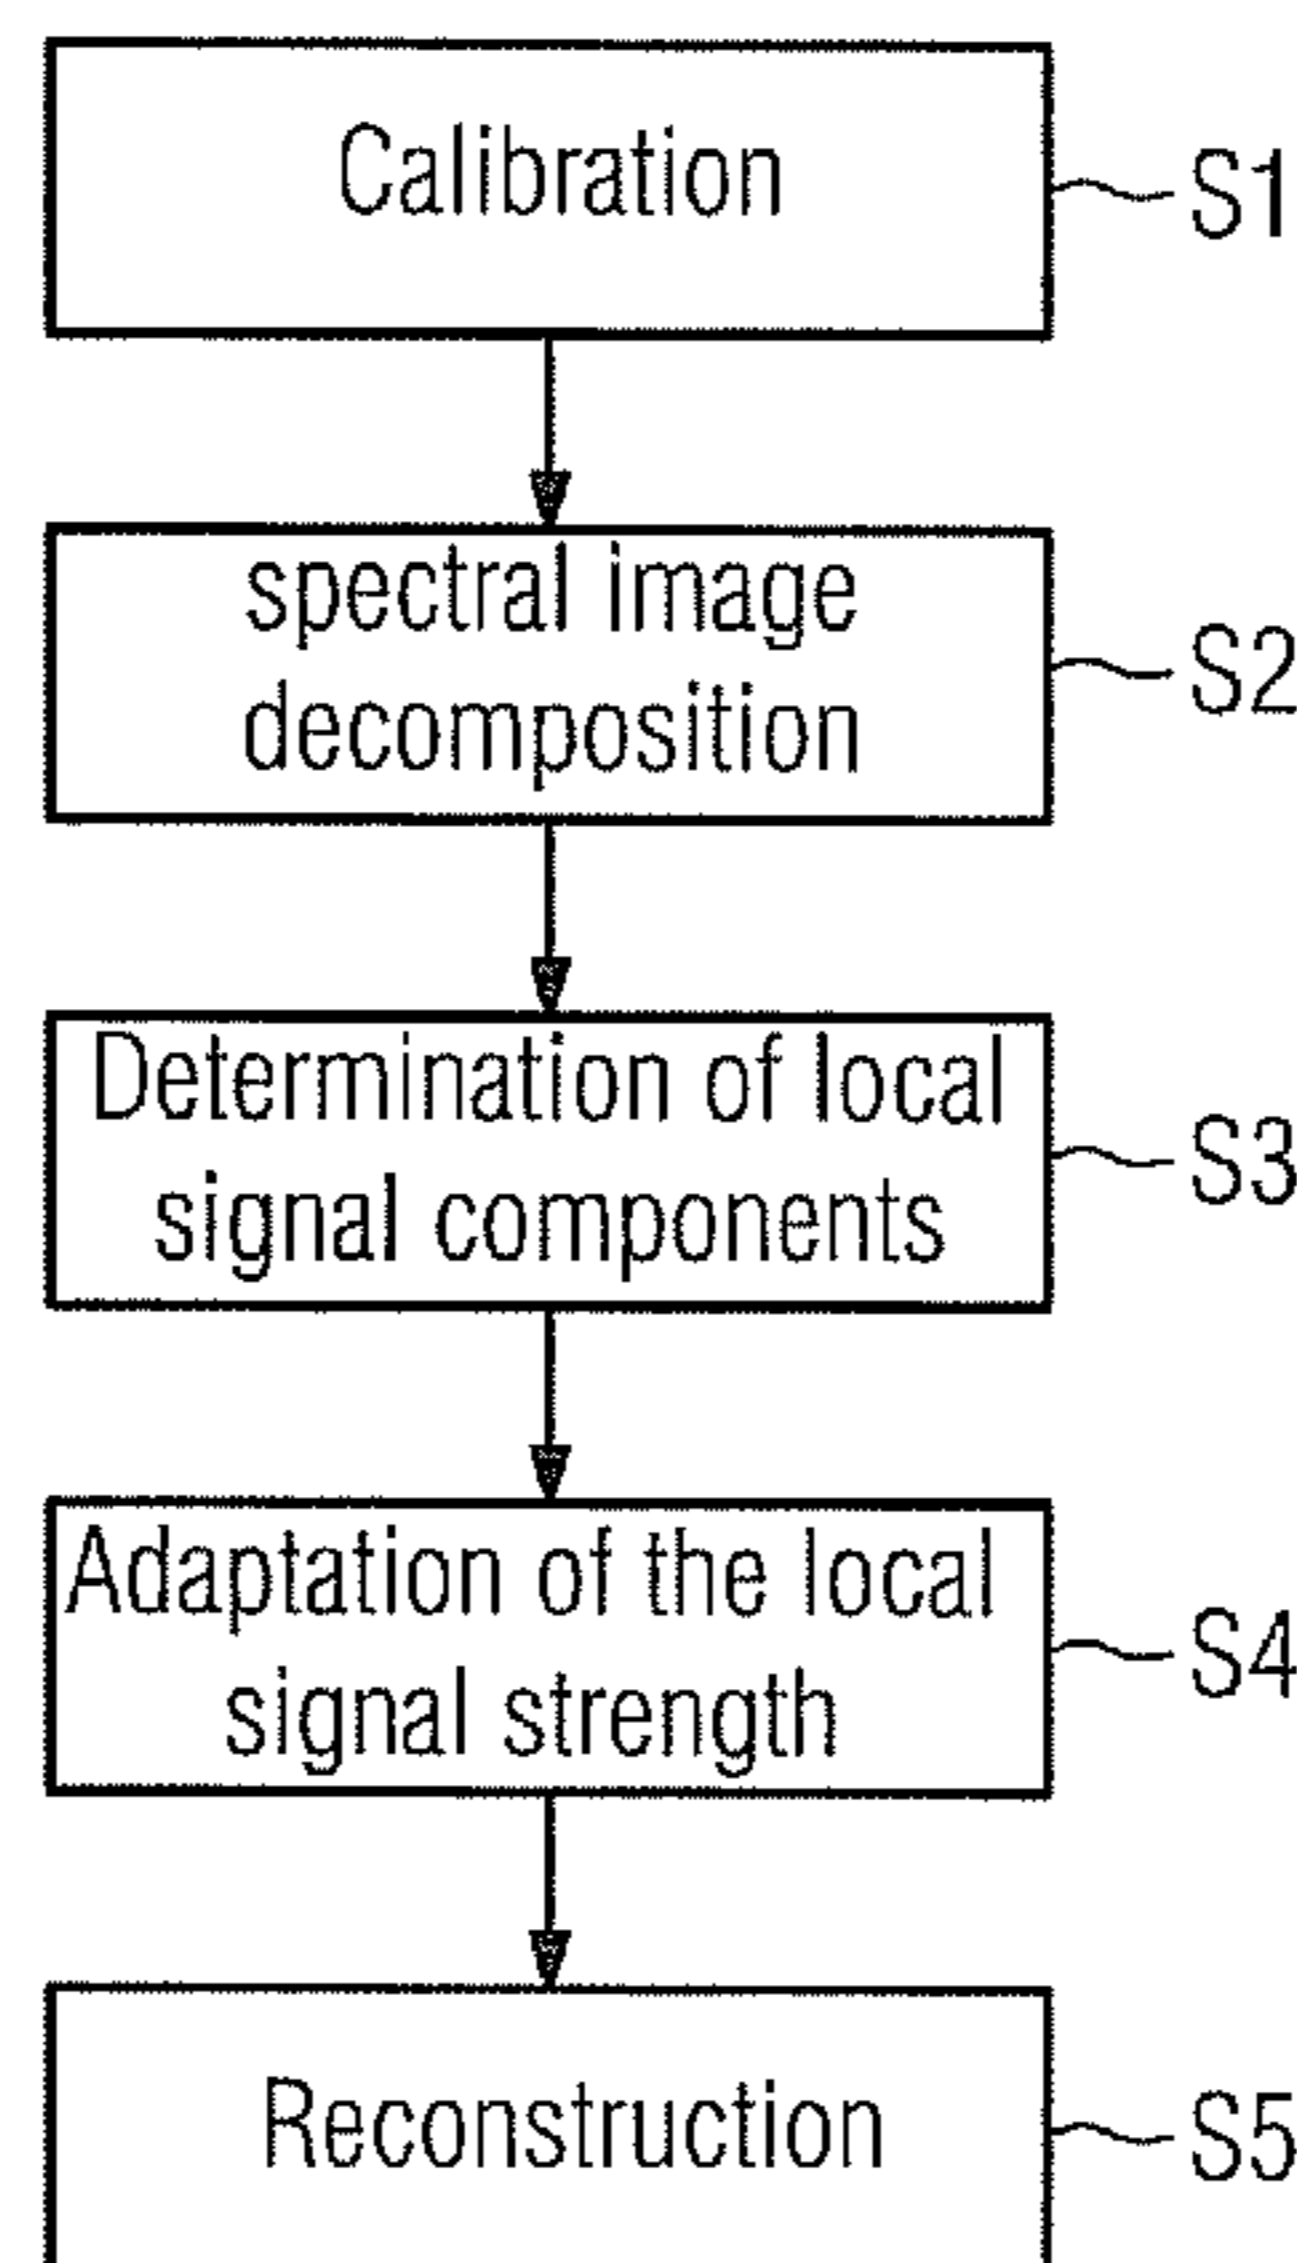 Calibration
S1
spectral image
decomposition
S2
Determination of local
signal components
S3
Adaptation of the local
signal strength
S4
Reconstruction
S5